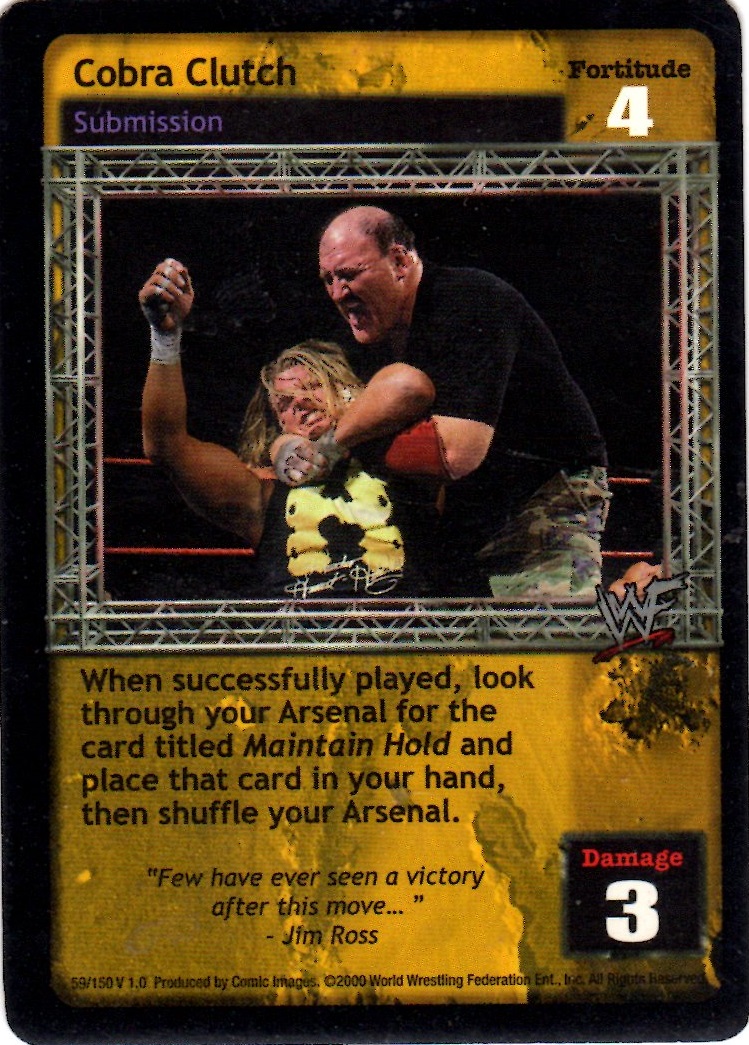 Cobra Clutch
Fortitude
4
Submission
WF
When successfully played, look
through your Arsenal for the
card titled Maintain Hold and
place that card in your hand,
then shuffle your Arsenal.
"Few have ever seen a victory
after this move... "
- Jim Ross
Damage
3
59/150 V 1.0 Produced by Comic Images. ©2000 World Wrestling Federation Ent., Inc. All Rights Reserved